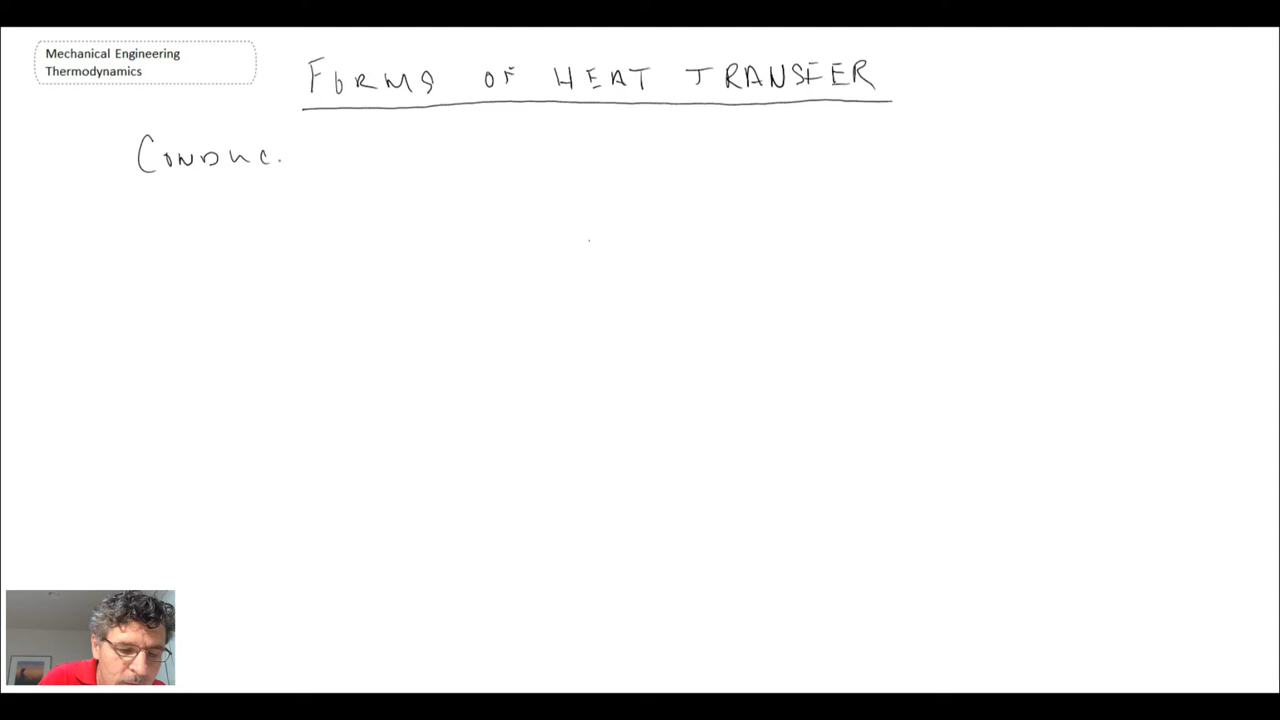 Mechanical Engineering
Thermodynamics
FORMS OF HEAT TRANSFER
CONDUC